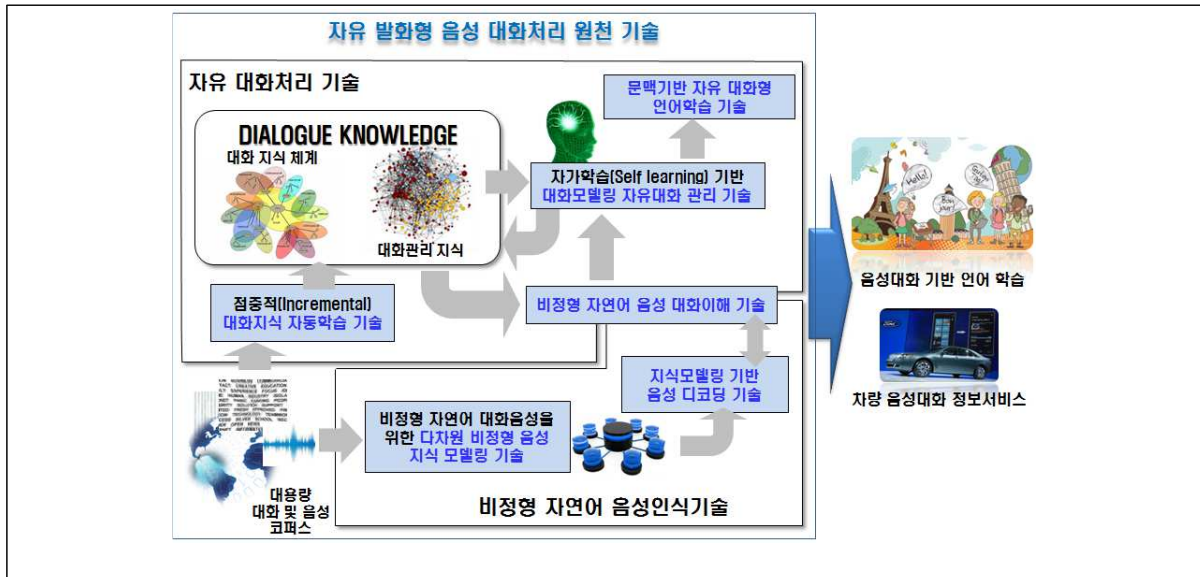 자유 발화형 음성 대화처리 원천 기술
자유 대화처리 기술
문맥기반 자유 대화형
언어학습 기술
DIALOGUE KNOWLEDGE
대화 지식 체계
대화관리 지식
자가학습(Self learning) 기반
대화모델링 자유대화 관리 기술
Hello!
음성대화 기반 언어 학습
점증적(Incremental)
대화지식 자동학습 기술
비정형 자연어 음성 대화이해 기술
지식모델링 기반
음성 디코딩 기술
차량 음성대화 정보서비스
비정형 자연어 대화음성을
위한 다차원 비정형 음성
지식 모델링 기술
대용량
대화 및 음성
코퍼스
비정형 자연어 음성인식기술